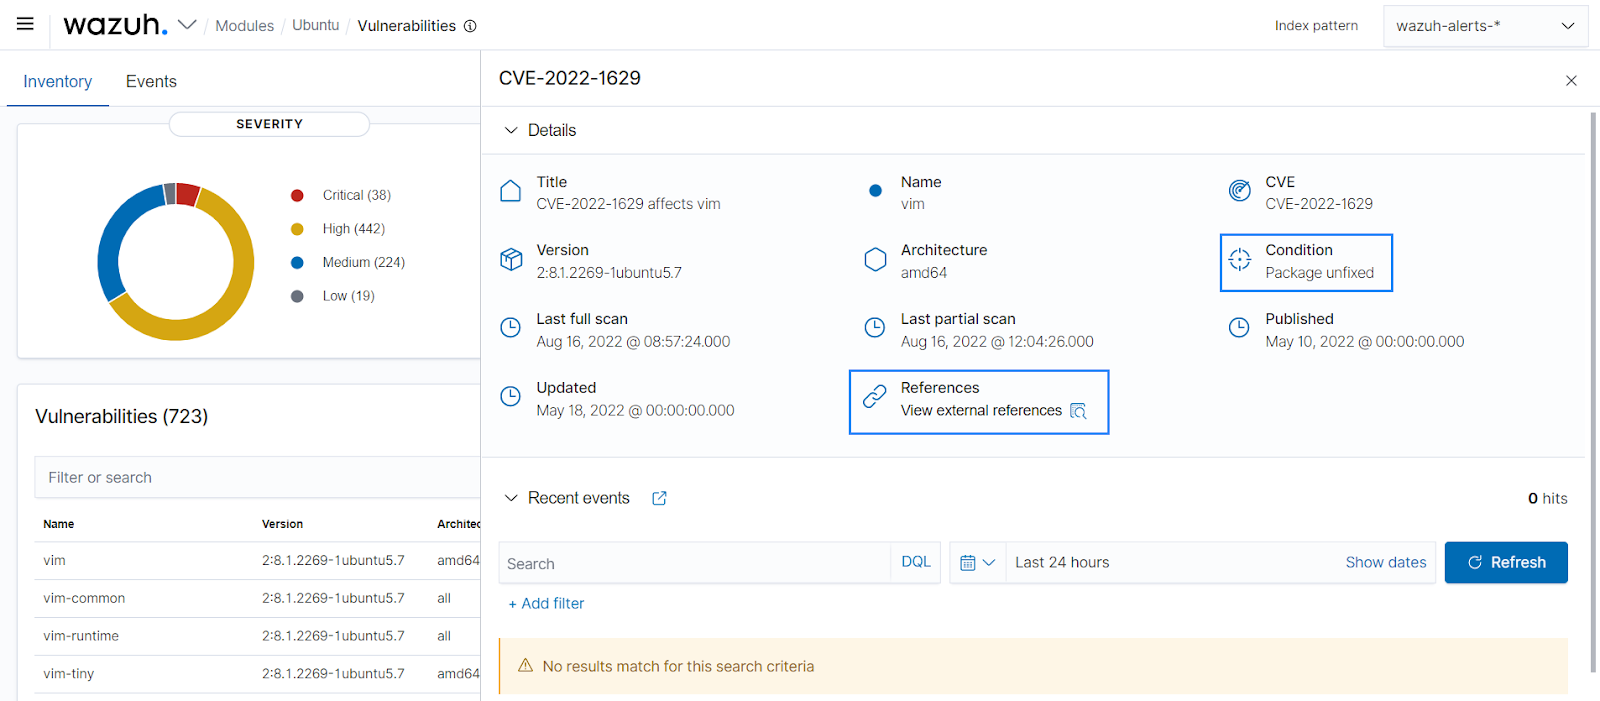 wazuh. / Modules / Ubuntu / Vulnerabilities
Index pattern
wazuh-alerts-*
Inventory
Events
SEVERITY
Critical (38)
High (442)
Medium (224)
Low (19)
Vulnerabilities (723)
Filter or search
Name Version Architec
vim 2:8.1.2269-1ubuntu5.7 amd64
vim-common 2:8.1.2269-1ubuntu5.7 all
vim-runtime 2:8.1.2269-1ubuntu5.7 all
vim-tiny 2:8.1.2269-1ubuntu5.7 amd64
CVE-2022-1629
Details
Title
CVE-2022-1629 affects vim
Name
vim
CVE
CVE-2022-1629
Version
2:8.1.2269-1ubuntu5.7
Architecture
amd64
Condition
Package unfixed
Last full scan
Aug 16, 2022 @ 08:57:24.000
Last partial scan
Aug 16, 2022 @ 12:04:26.000
Published
May 10, 2022 @ 00:00:00.000
Updated
May 18, 2022 @ 00:00:00.000
References
View external references
Recent events
0 hits
Search
DQL
Last 24 hours
Show dates
Refresh
+ Add filter
No results match for this search criteria